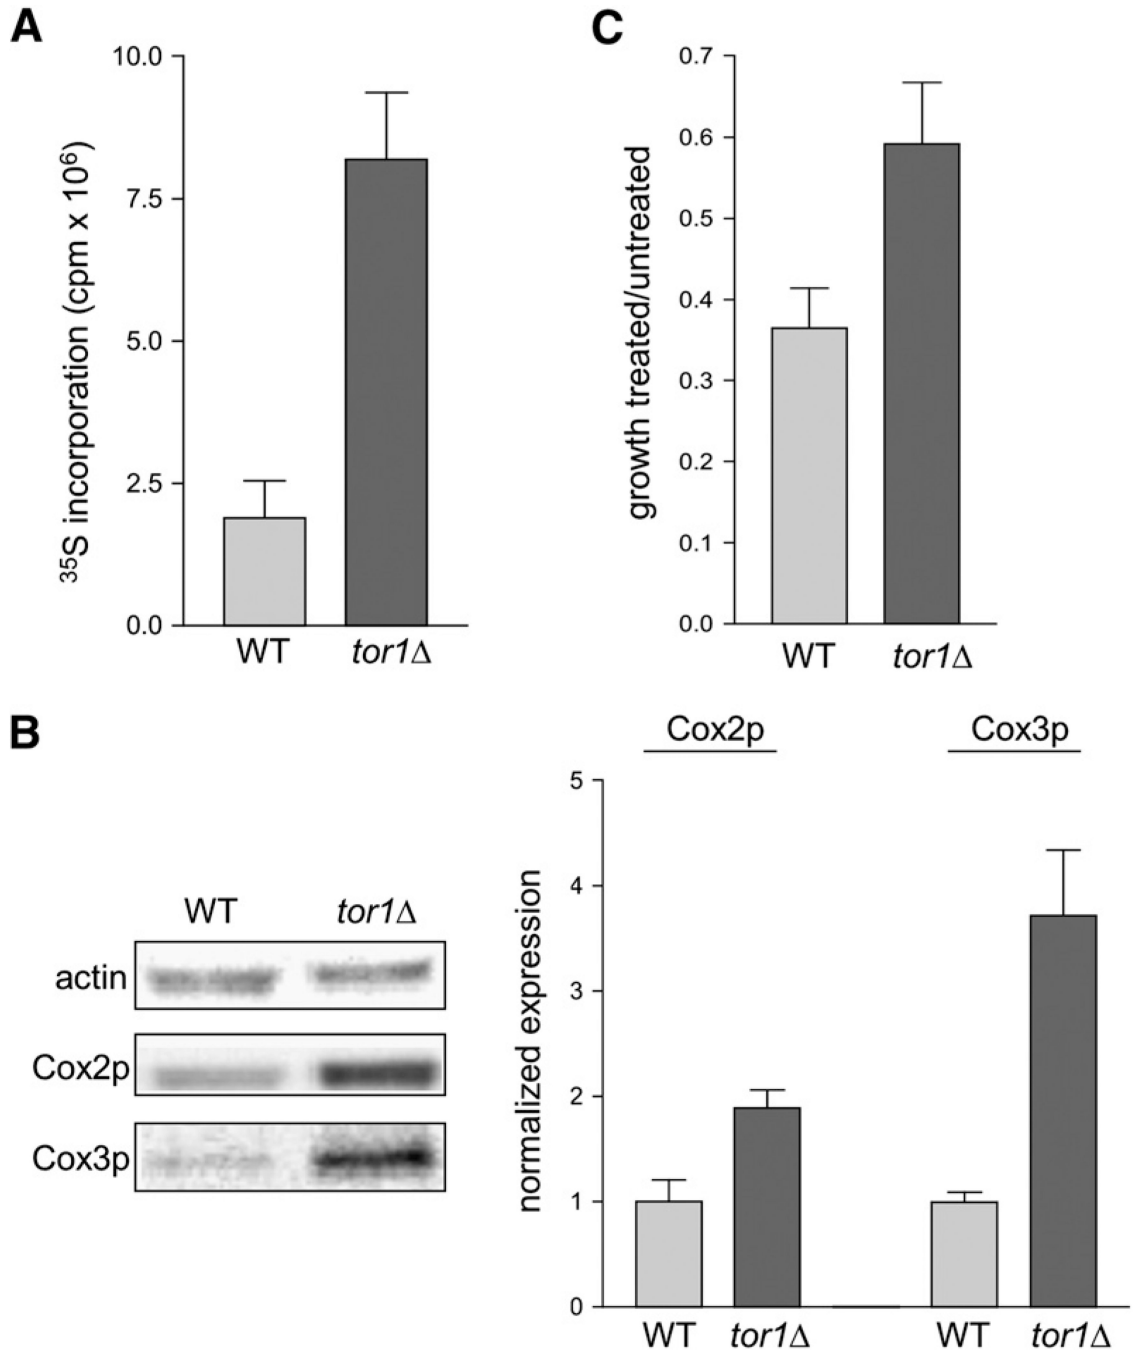 A
10.0
7.5
5.0
2.5
0.0
³⁵S incorporation (cpm x 10⁶)
WT tor1Δ
C
0.7
0.6
0.5
0.4
0.3
0.2
0.1
0.0
growth treated/untreated
WT tor1Δ
B
WT tor1Δ
actin
Cox2p
Cox3p
Cox2p Cox3p
5
4
3
2
1
0
normalized expression
WT tor1Δ WT tor1Δ